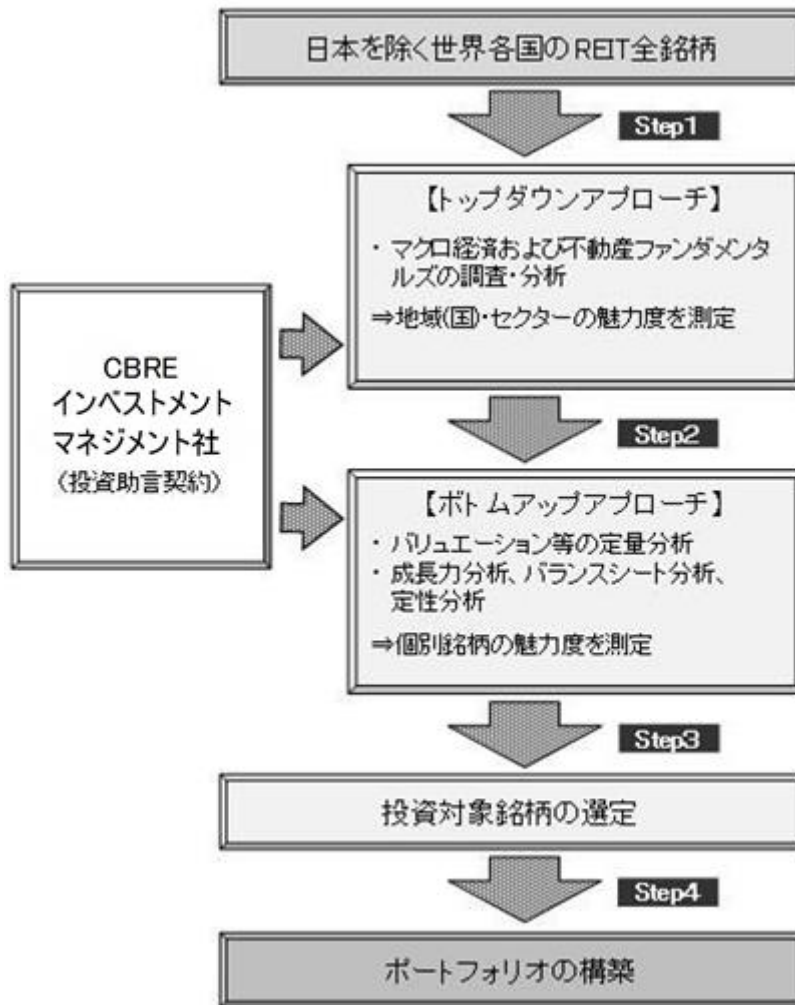 日本を除く世界各国のREIT全銘柄
Step1
【トップダウンアプローチ】
・ マクロ経済および不動産ファンダメンタ
ルズの調査・分析
⇒地域(国)・セクターの魅力度を測定
CBRE
インベストメント
マネジメント社
(投資助言契約)
Step2
【ボトムアップアプローチ】
・ バリュエーション等の定量分析
・ 成長力分析、バランスシート分析、
定性分析
⇒個別銘柄の魅力度を測定
Step3
投資対象銘柄の選定
Step4
ポートフォリオの構築